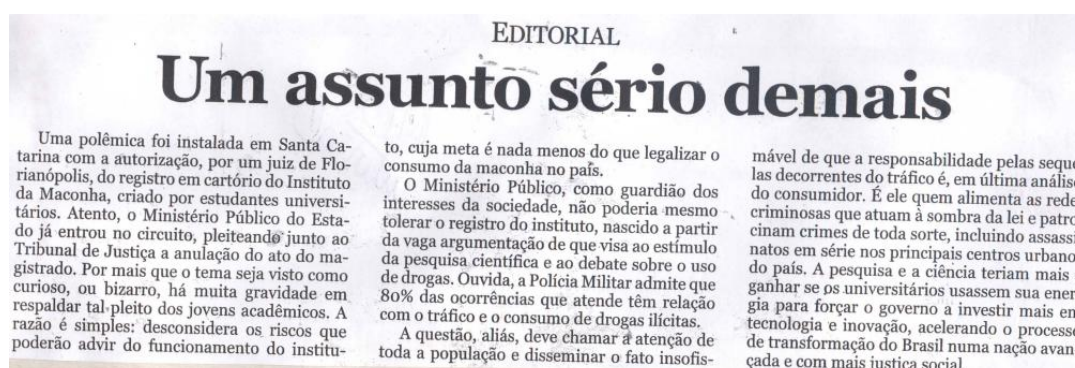 EDITORIAL
Um assunto sério demais
Uma polêmica foi instalada em Santa Ca-
tarina com a autorização, por um juiz de Flo-
rianópolis, do registro em cartório do Instituto
da Maconha, criado por estudantes universi-
tários. Atento, o Ministério Público do Esta-
do já entrou no circuito, pleiteando junto ao
Tribunal de Justiça a anulação do ato do ma-
gistrado. Por mais que o tema seja visto como
curioso, ou bizarro, há muita gravidade em
respaldar tal pleito dos jovens acadêmicos. A
razão é simples: desconsidera os riscos que
poderão advir do funcionamento do institu-
to, cuja meta é nada menos do que legalizar o
consumo da maconha no país.
O Ministério Público, como guardião dos
interesses da sociedade, não poderia mesmo
tolerar o registro do instituto, nascido a partir
da vaga argumentação de que visa ao estímulo
da pesquisa científica e ao debate sobre o uso
de drogas. Ouvida, a Polícia Militar admite que
80% das ocorrências que atende têm relação
com o tráfico e o consumo de drogas ilícitas.
A questão, aliás, deve chamar a atenção de
toda a população e disseminar o fato insofis-
mável de que a responsabilidade pelas seque
las decorrentes do tráfico é, em última anális
do consumidor. É ele quem alimenta as rede
criminosas que atuam à sombra da lei e patro
cinam crimes de toda sorte, incluindo assassi
natos em série nos principais centros urbano
do país. A pesquisa e a ciência teriam mais
ganhar se os universitários usassem sua ener
gia para forçar o governo a investir mais em
tecnologia e inovação, acelerando o process
de transformação do Brasil numa nação avan
çada e com mais justiça social